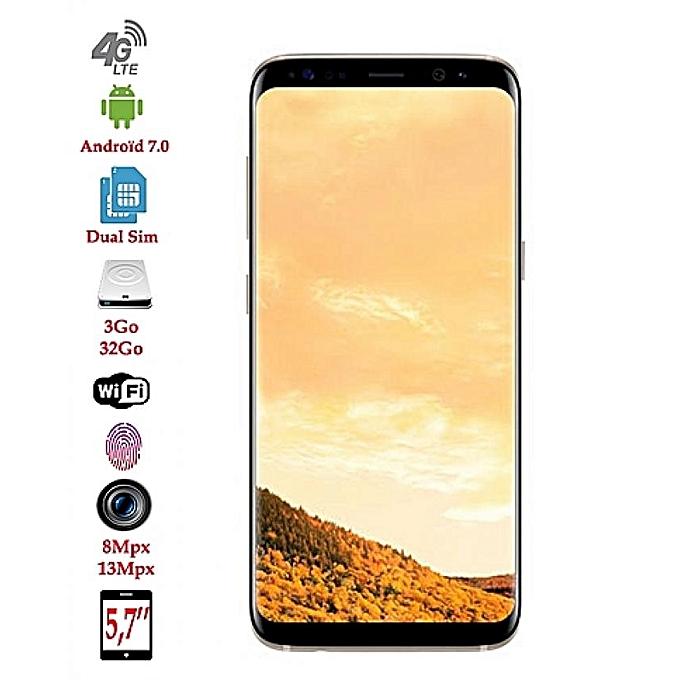 4G
LTE
Androïd 7.0
Dual Sim
3Go
32Go
WiFi
8Mpx
13Mpx
5,7"